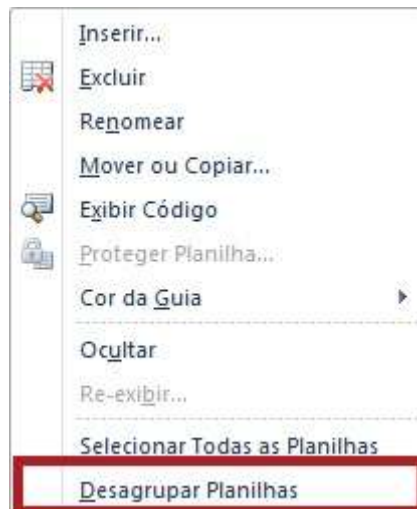 Inserir...
Excluir
Renomear
Mover ou Copiar...
Exibir Código
Proteger Planilha...
Cor da Guia
Ocultar
Re-exibir...
Selecionar Todas as Planilhas
Desagrupar Planilhas